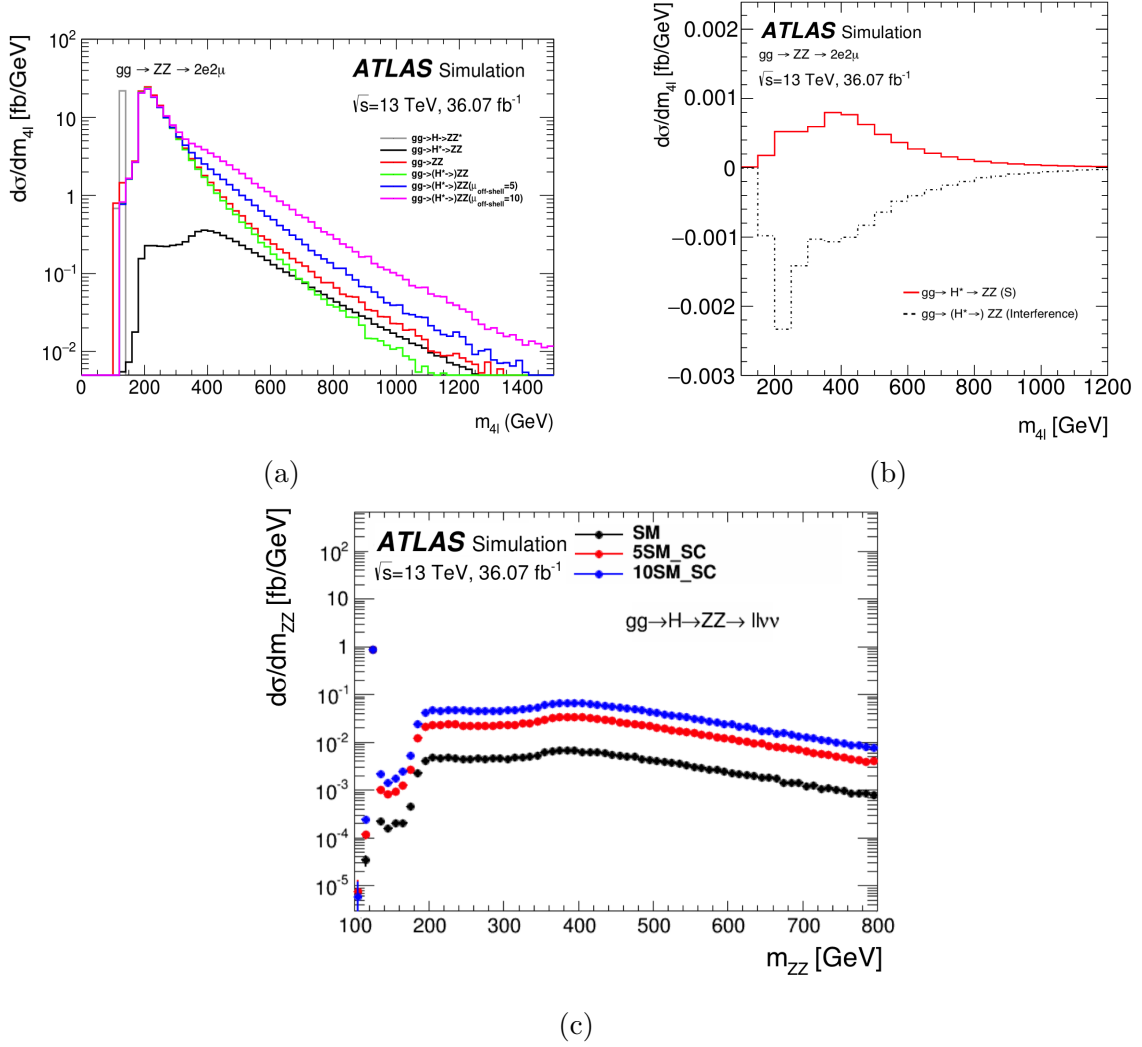 ATLAS Simulation
gg → ZZ → 2e2μ
√s=13 TeV, 36.07 fb⁻¹
gg->H->ZZ*
gg->H*->ZZ
gg->ZZ
gg->(H*->)ZZ
gg->(H*->)ZZ(μoff-shell=5)
gg->(H*->)ZZ(μoff-shell=10)
dσ/dm4l [fb/GeV]
10²
10
1
10⁻¹
10⁻²
0 200 400 600 800 1000 1200 1400
m4l (GeV)
(a)
ATLAS Simulation
gg → ZZ → 2e2μ
√s=13 TeV, 36.07 fb⁻¹
dσ/dm4l [fb/GeV]
0.002
0.001
0
−0.001
−0.002
−0.003
gg→ H* → ZZ (S)
gg→ (H*→) ZZ (Interference)
200 400 600 800 1000 1200
m4l [GeV]
(b)
ATLAS Simulation
√s=13 TeV, 36.07 fb⁻¹
SM
5SM_SC
10SM_SC
gg→H→ZZ→ llνν
dσ/dmZZ [fb/GeV]
10²
10
1
10⁻¹
10⁻²
10⁻³
10⁻⁴
10⁻⁵
100 200 300 400 500 600 700 800
mZZ [GeV]
(c)